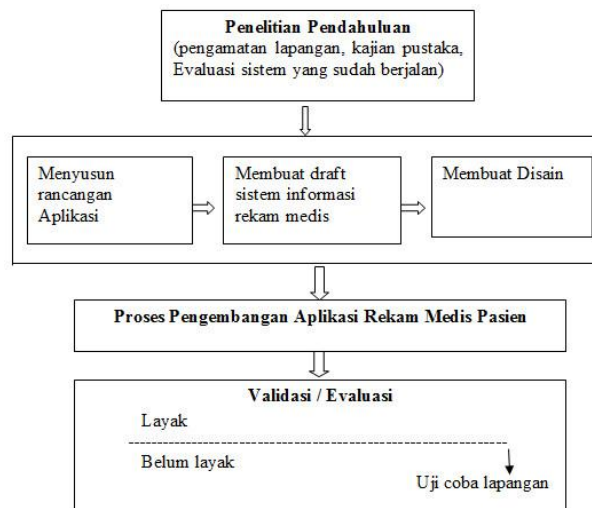 Penelitian Pendahuluan
(pengamatan lapangan, kajian pustaka,
Evaluasi sistem yang sudah berjalan)
Menyusun
rancangan
Aplikasi
Membuat draft
sistem informasi
rekam medis
Membuat Disain
Proses Pengembangan Aplikasi Rekam Medis Pasien
Validasi / Evaluasi
Layak
Belum layak
Uji coba lapangan